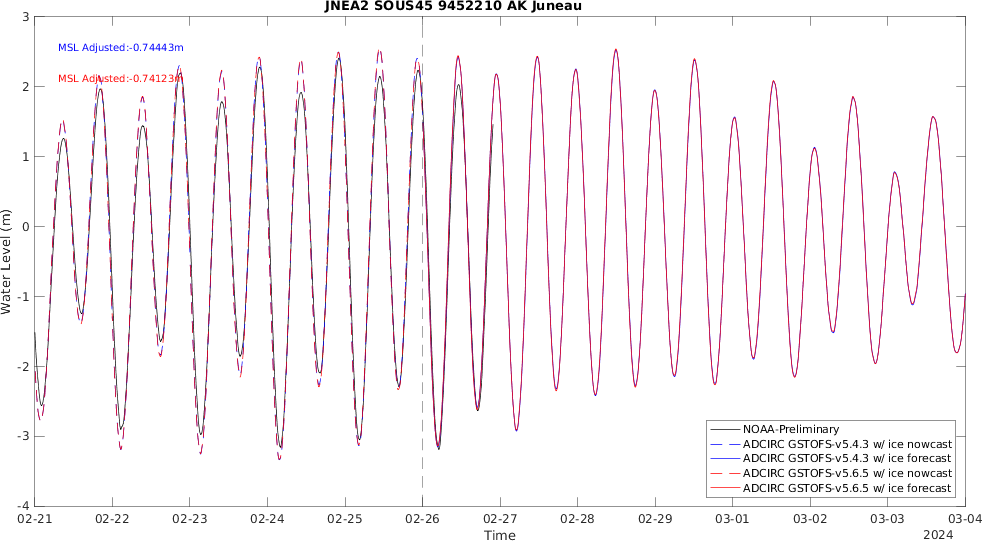 JNEA2 SOUS45 9452210 AK Juneau
MSL Adjusted:-0.74443m
MSL Adjusted:-0.74123m
3
2
1
0
-1
-2
-3
-4
Water Level (m)
NOAA-Preliminary
ADCIRC GSTOFS-v5.4.3 w/ ice nowcast
ADCIRC GSTOFS-v5.4.3 w/ ice forecast
ADCIRC GSTOFS-v5.6.5 w/ ice nowcast
ADCIRC GSTOFS-v5.6.5 w/ ice forecast
02-21 02-22 02-23 02-24 02-25 02-26 02-27 02-28 02-29 03-01 03-02 03-03 03-04
Time
2024